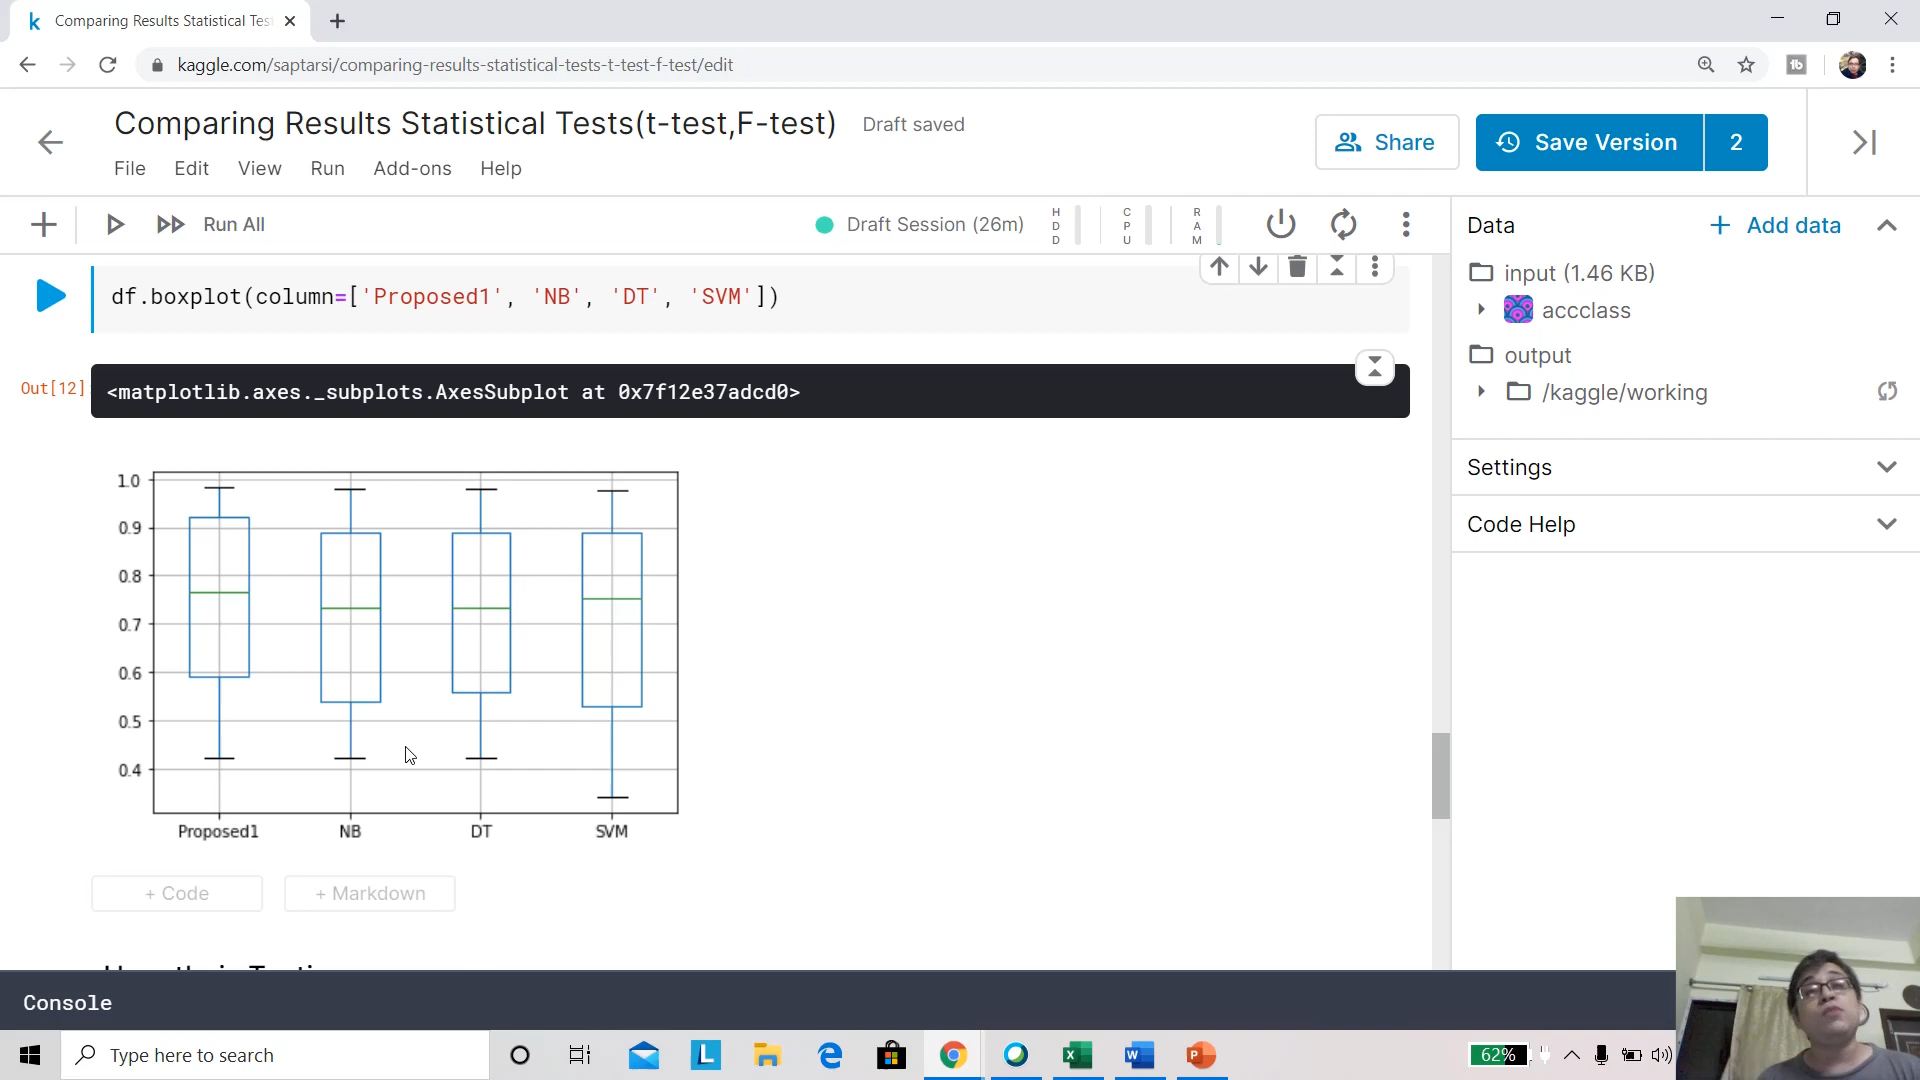 Comparing Results Statistical Tes
kaggle.com/saptarsi/comparing-results-statistical-tests-t-test-f-test/edit
Comparing Results Statistical Tests(t-test,F-test)
Draft saved
Share
Save Version
2
File Edit View Run Add-ons Help
Run All
Draft Session (26m)
HDD
CPU
RAM
Data
Add data
input (1.46 KB)
accclass
output
/kaggle/working
Settings
Code Help
df.boxplot(column=['Proposed1', 'NB', 'DT', 'SVM'])
Out[12]
<matplotlib.axes._subplots.AxesSubplot at 0x7f12e37adcd0>
1.0
0.9
0.8
0.7
0.6
0.5
0.4
Proposed1 NB DT SVM
+ Code + Markdown
Console
Type here to search
62%